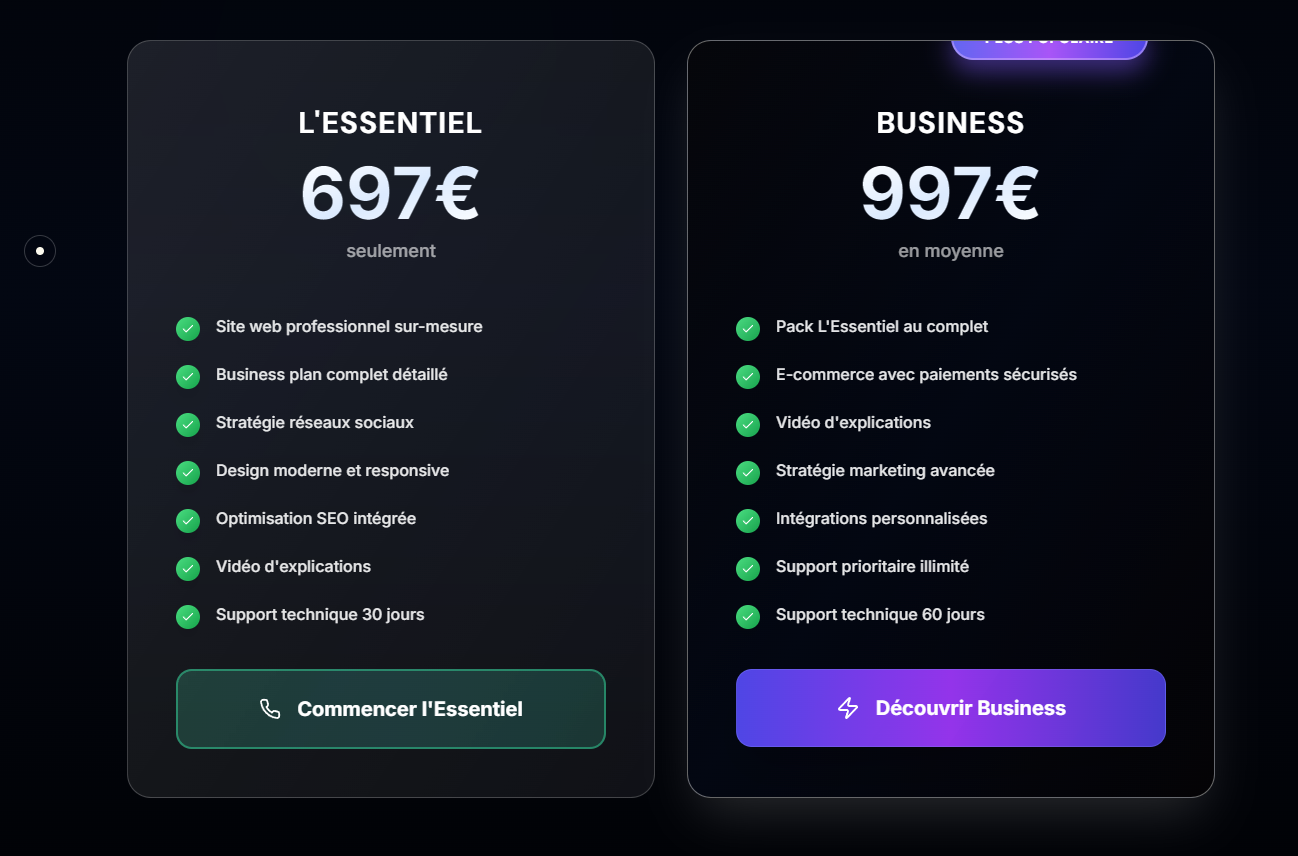 L'ESSENTIEL
697€
seulement
Site web professionnel sur-mesure
Business plan complet détaillé
Stratégie réseaux sociaux
Design moderne et responsive
Optimisation SEO intégrée
Vidéo d'explications
Support technique 30 jours
Commencer l'Essentiel
BUSINESS
997€
en moyenne
Pack L'Essentiel au complet
E-commerce avec paiements sécurisés
Vidéo d'explications
Stratégie marketing avancée
Intégrations personnalisées
Support prioritaire illimité
Support technique 60 jours
Découvrir Business